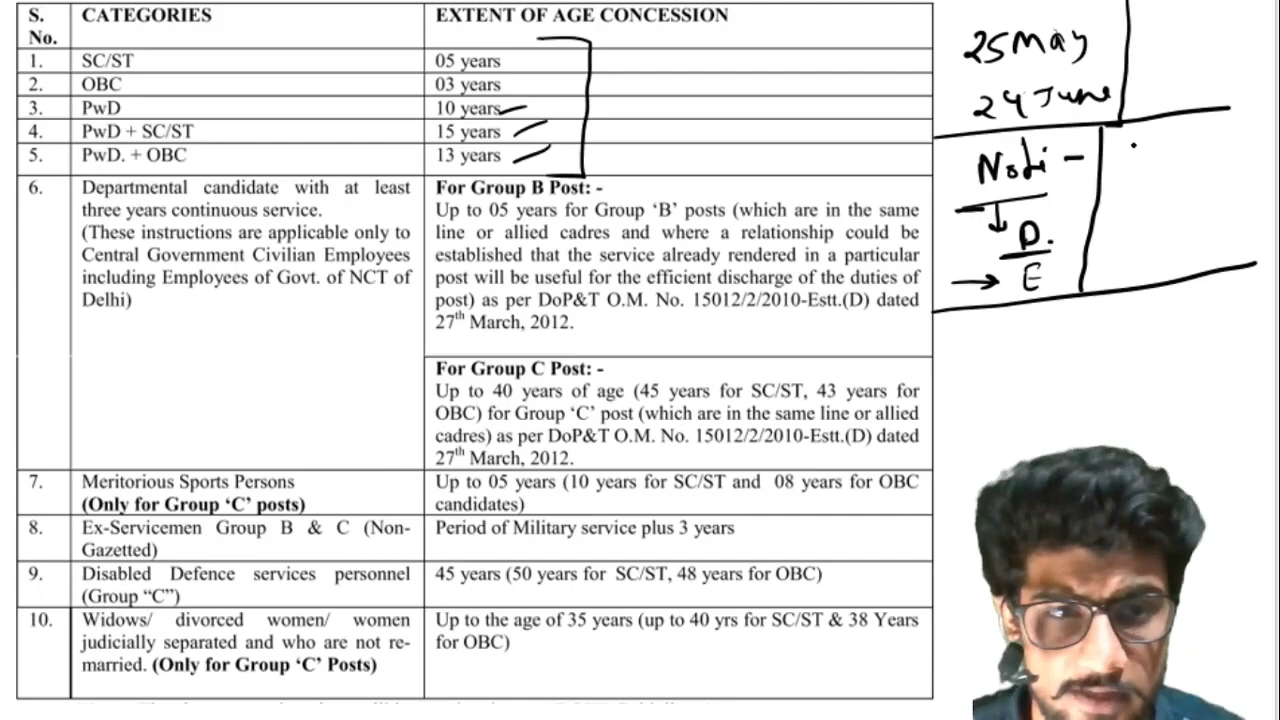 S. No. CATEGORIES EXTENT OF AGE CONCESSION
1. SC/ST 05 years
2. OBC 03 years
3. PwD 10 years
4. PwD + SC/ST 15 years
5. PwD. + OBC 13 years
6. Departmental candidate with at least
three years continuous service.
(These instructions are applicable only to
Central Government Civilian Employees
including Employees of Govt. of NCT of
Delhi)
For Group B Post: -
Up to 05 years for Group ‘B’ posts (which are in the same
line or allied cadres and where a relationship could be
established that the service already rendered in a particular
post will be useful for the efficient discharge of the duties of
post) as per DoP&T O.M. No. 15012/2/2010-Estt.(D) dated
27th March, 2012.
For Group C Post: -
Up to 40 years of age (45 years for SC/ST, 43 years for
OBC) for Group ‘C’ post (which are in the same line or allied
cadres) as per DoP&T O.M. No. 15012/2/2010-Estt.(D) dated
27th March, 2012.
7. Meritorious Sports Persons
(Only for Group ‘C’ posts)
Up to 05 years (10 years for SC/ST and 08 years for OBC
candidates)
8. Ex-Servicemen Group B & C (Non-
Gazetted)
Period of Military service plus 3 years
9. Disabled Defence services personnel
(Group “C”)
45 years (50 years for SC/ST, 48 years for OBC)
10. Widows/ divorced women/ women
judicially separated and who are not re-
married. (Only for Group ‘C’ Posts)
Up to the age of 35 years (up to 40 yrs for SC/ST & 38 Years
for OBC)
25 May
24 June
Noti -
D.
E